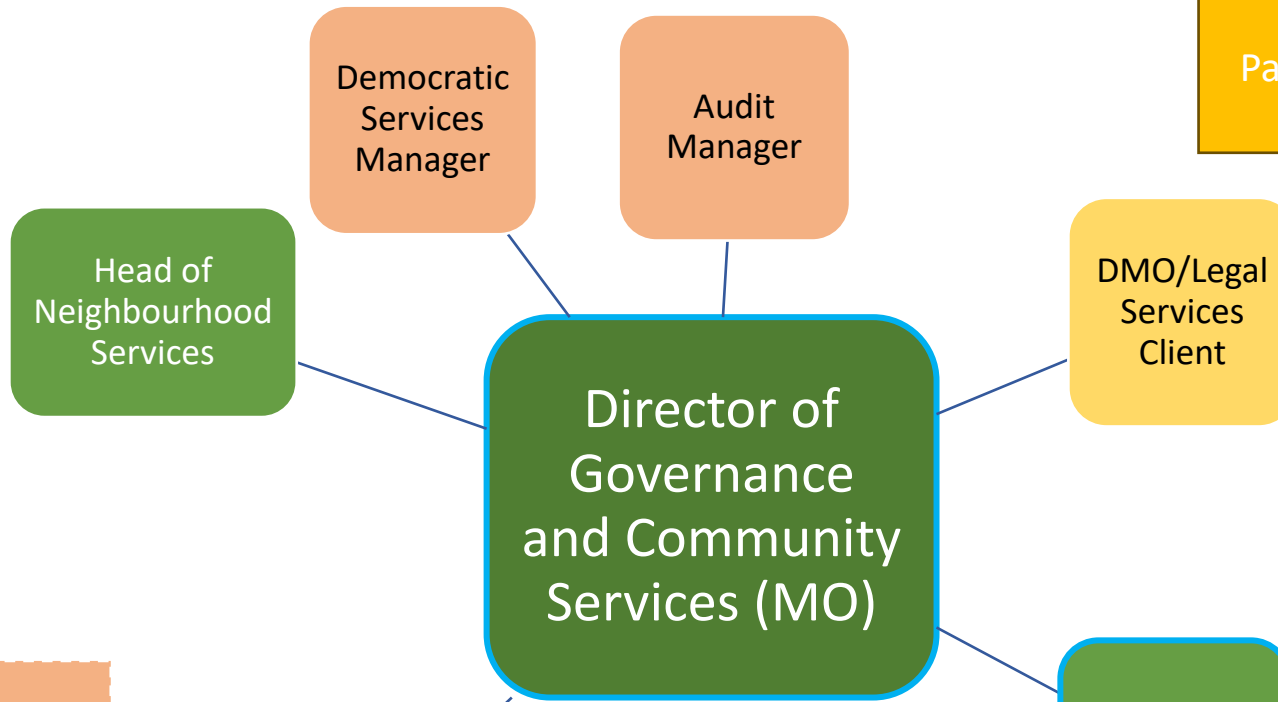 Democratic
Services
Manager
Audit
Manager
Head of
Neighbourhood
Services
DMO/Legal
Services
Client
Director of
Governance
and Community
Services (MO)